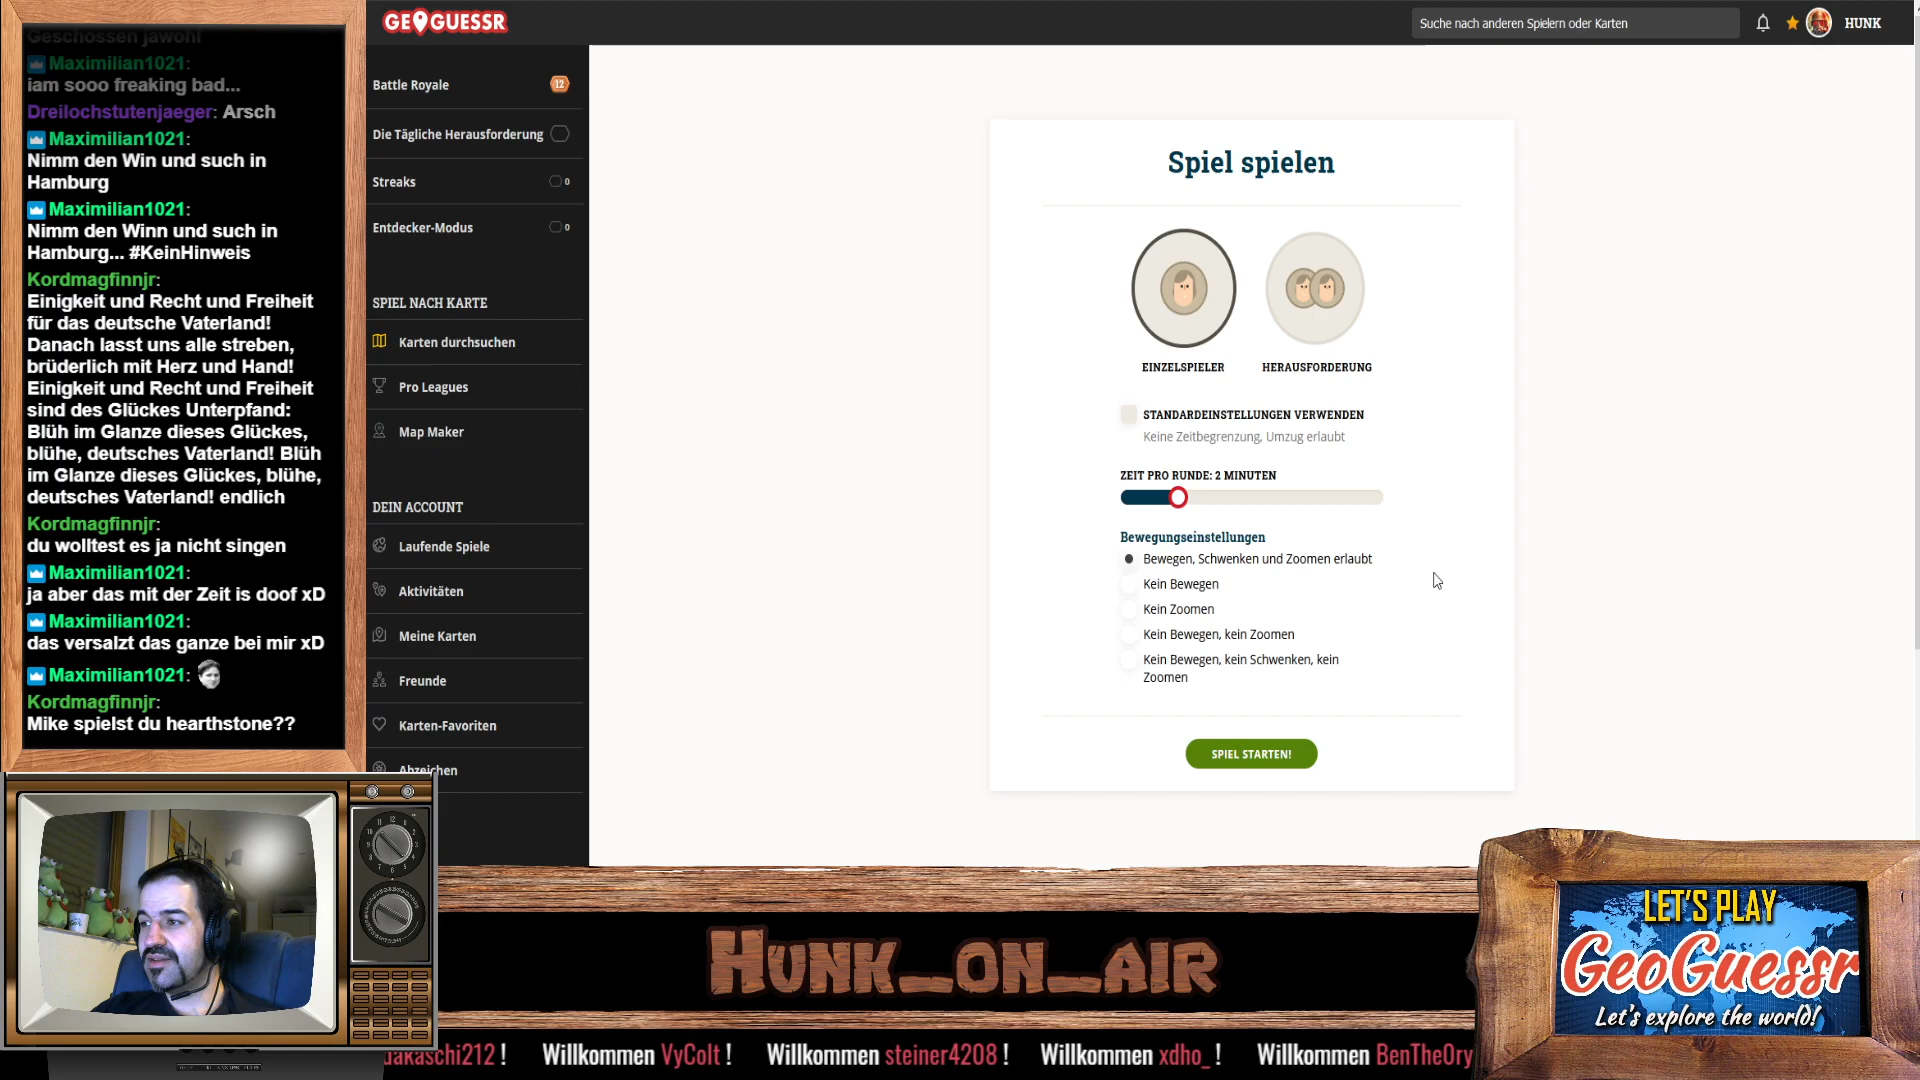 Geschossen jawohl
Maximilian1021:
iam sooo freaking bad...
Dreilochstutenjaeger: Arsch
Maximilian1021:
Nimm den Win und such in
Hamburg
Maximilian1021:
Nimm den Winn und such in
Hamburg... #KeinHinweis
Kordmagfinnjr:
Einigkeit und Recht und Freiheit
für das deutsche Vaterland!
Danach lasst uns alle streben,
brüderlich mit Herz und Hand!
Einigkeit und Recht und Freiheit
sind des Glückes Unterpfand:
Blüh im Glanze dieses Glückes,
blühe, deutsches Vaterland! Blüh
im Glanze dieses Glückes, blühe,
deutsches Vaterland! endlich
Kordmagfinnjr:
du wolltest es ja nicht singen
Maximilian1021:
ja aber das mit der Zeit is doof xD
Maximilian1021:
das versalzt das ganze bei mir xD
Maximilian1021:
Kordmagfinnjr:
Mike spielst du hearthstone??
GEOGUESSR
Suche nach anderen Spielern oder Karten
HUNK
Battle Royale 12
Die Tägliche Herausforderung
Streaks 0
Entdecker-Modus 0
SPIEL NACH KARTE
Karten durchsuchen
Pro Leagues
Map Maker
DEIN ACCOUNT
Laufende Spiele
Aktivitäten
Meine Karten
Freunde
Karten-Favoriten
Abzeichen
Spiel spielen
EINZELSPIELER HERAUSFORDERUNG
STANDARDEINSTELLUNGEN VERWENDEN
Keine Zeitbegrenzung, Umzug erlaubt
ZEIT PRO RUNDE: 2 MINUTEN
Bewegungseinstellungen
Bewegen, Schwenken und Zoomen erlaubt
Kein Bewegen
Kein Zoomen
Kein Bewegen, kein Zoomen
Kein Bewegen, kein Schwenken, kein
Zoomen
SPIEL STARTEN!
HUNK_ON_AIR
LET'S PLAY
GeoGuessr
Let's explore the world!
dakaschi212 ! Willkommen VyColt ! Willkommen steiner4208 ! Willkommen xdho_ ! Willkommen BenTheOry